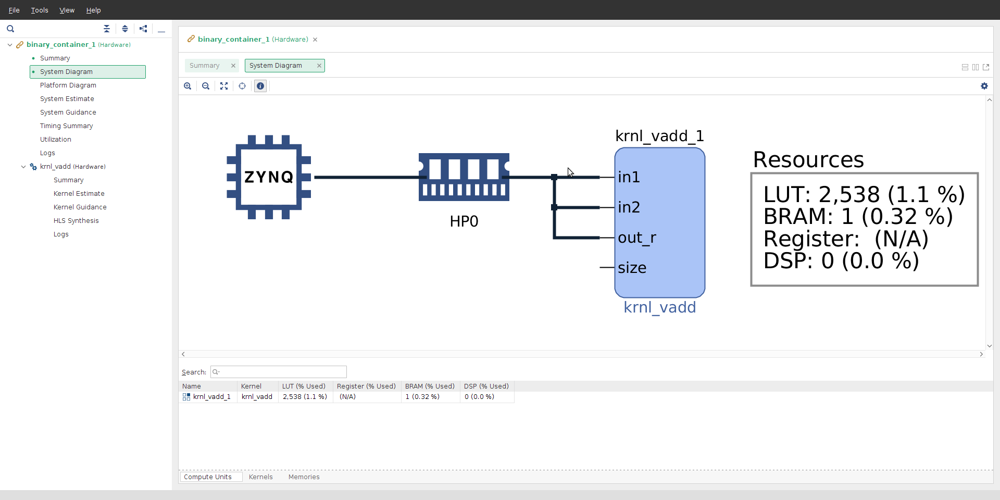 File Tools View Help
binary_container_1 (Hardware)
Summary
System Diagram
Platform Diagram
System Estimate
System Guidance
Timing Summary
Utilization
Logs
krnl_vadd (Hardware)
Summary
Kernel Estimate
Kernel Guidance
HLS Synthesis
Logs
binary_container_1 (Hardware)
Summary System Diagram
ZYNQ
HP0
krnl_vadd_1
in1
in2
out_r
size
krnl_vadd
Resources
LUT: 2,538 (1.1 %)
BRAM: 1 (0.32 %)
Register: (N/A)
DSP: 0 (0.0 %)
Search:
Name Kernel LUT (% Used) Register (% Used) BRAM (% Used) DSP (% Used)
krnl_vadd_1 krnl_vadd 2,538 (1.1 %) (N/A) 1 (0.32 %) 0 (0.0 %)
Compute Units Kernels Memories